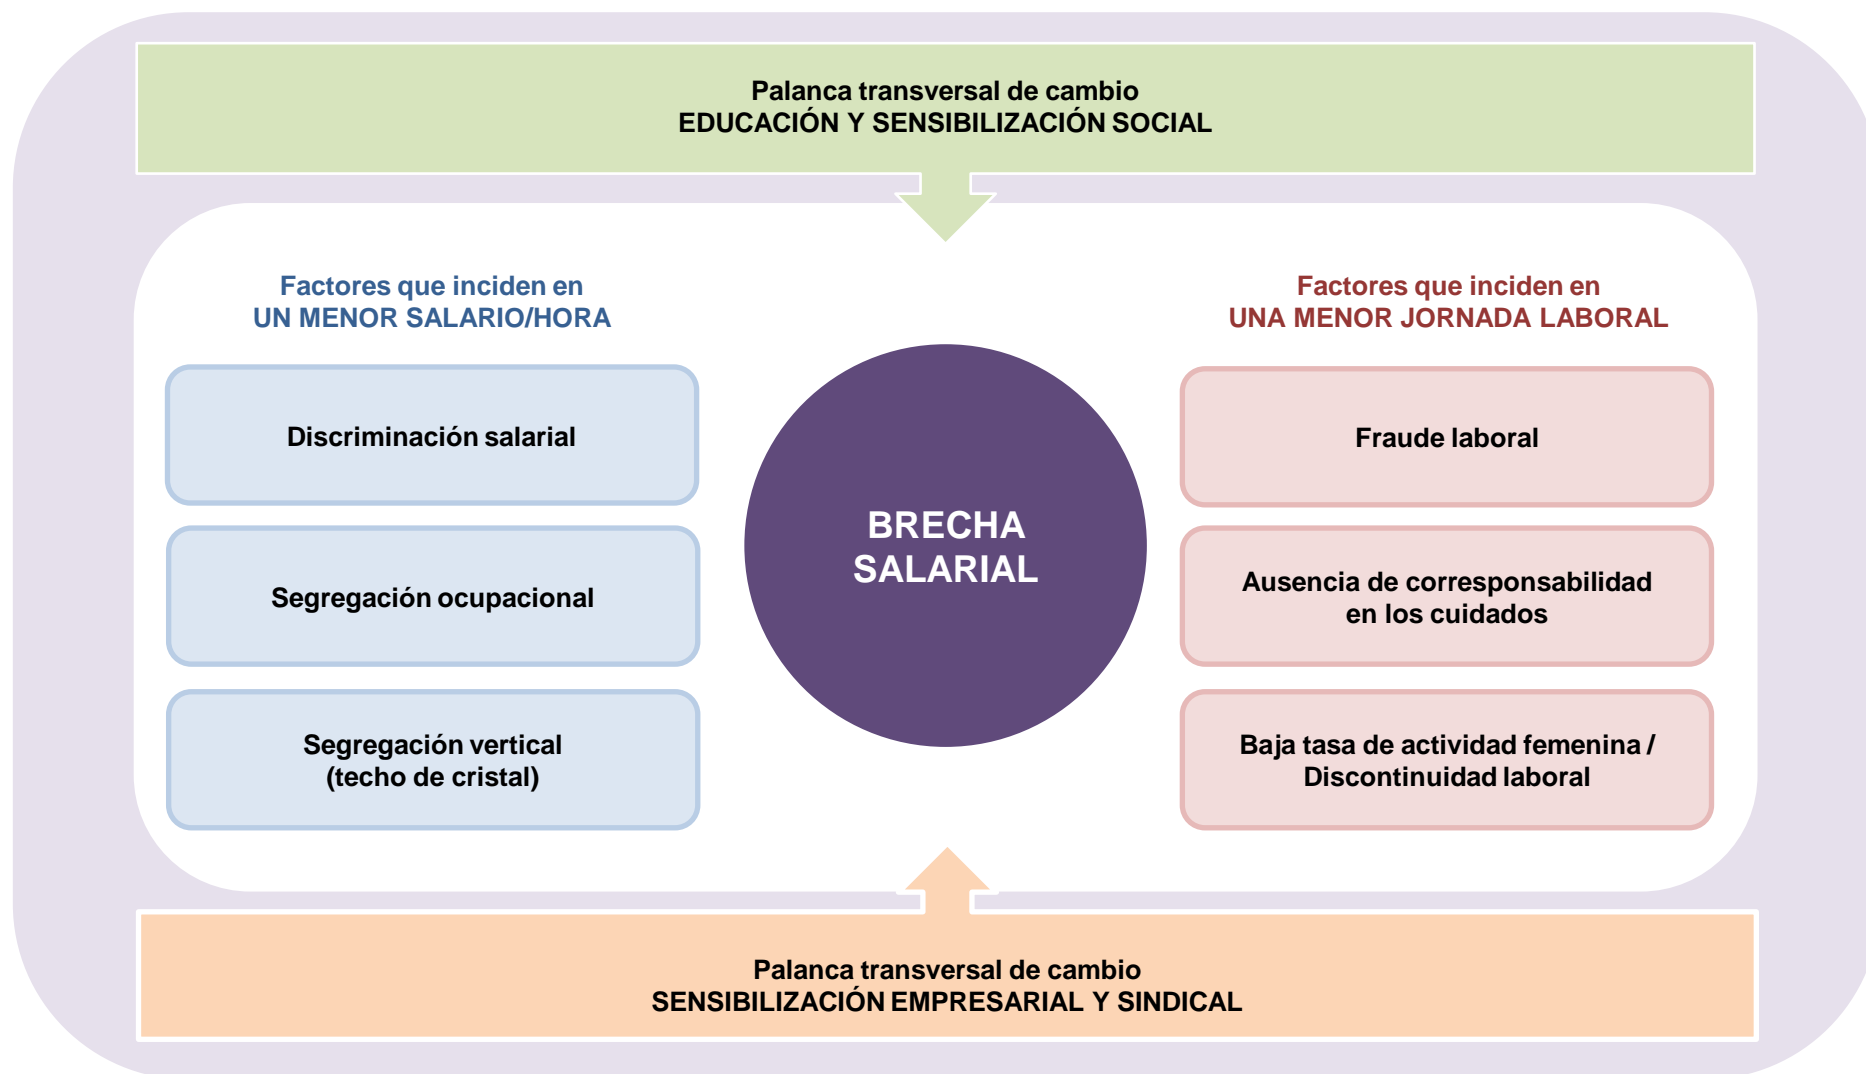 Palanca transversal de cambio
EDUCACIÓN Y SENSIBILIZACIÓN SOCIAL
Factores que inciden en
UN MENOR SALARIO/HORA
Discriminación salarial
Segregación ocupacional
Segregación vertical
(techo de cristal)
BRECHA
SALARIAL
Factores que inciden en
UNA MENOR JORNADA LABORAL
Fraude laboral
Ausencia de corresponsabilidad
en los cuidados
Baja tasa de actividad femenina /
Discontinuidad laboral
Palanca transversal de cambio
SENSIBILIZACIÓN EMPRESARIAL Y SINDICAL